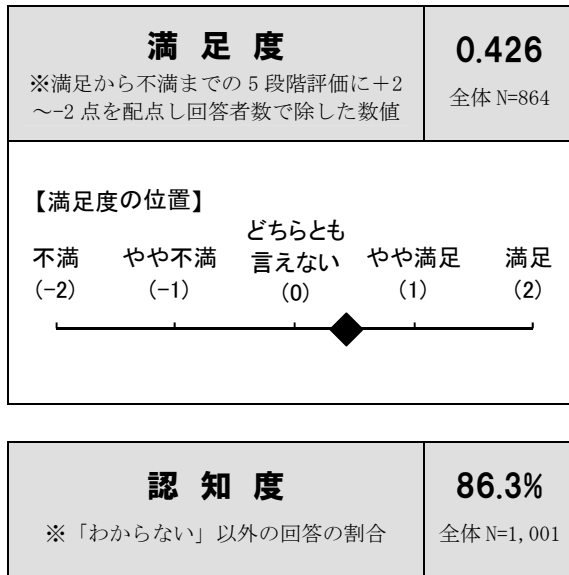 満足度
※満足から不満までの5段階評価に＋2
～-2点を配点し回答者数で除した数値
0.426
全体 N=864
【満足度の位置】
不満
(-2)
やや不満
(-1)
どちらとも
言えない
(0)
やや満足
(1)
満足
(2)
認知度
※「わからない」以外の回答の割合
86.3%
全体 N=1,001